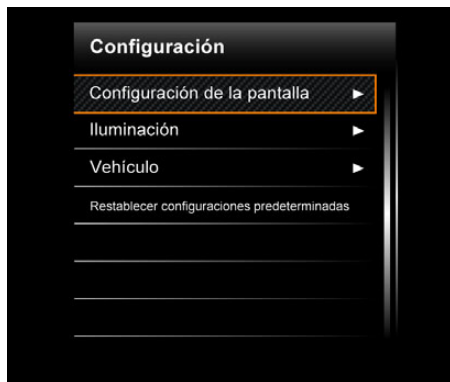 Configuración
Configuración de la pantalla
Iluminación
Vehículo
Restablecer configuraciones predeterminadas